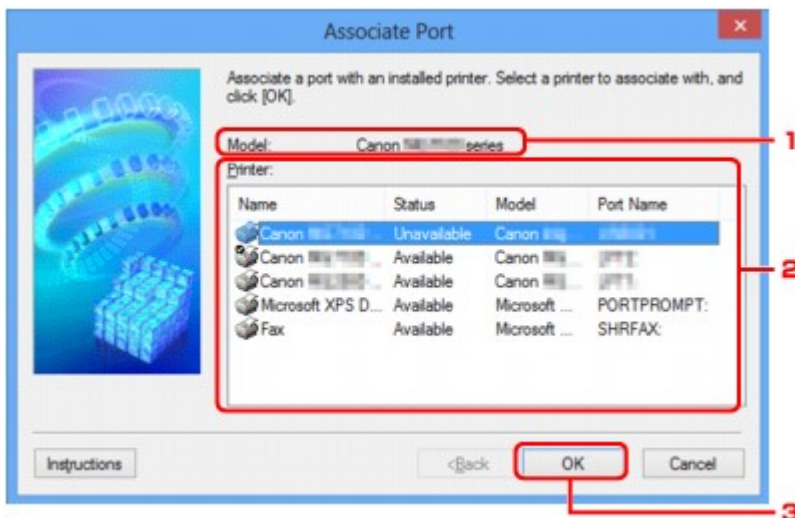 Associate Port
Associate a port with an installed printer. Select a printer to associate with, and
click [OK].
Model: Canon series 1
Printer:
Name Status Model Port Name
Canon ... Unavailable Canon ...
Canon ... Available Canon ... 2
Canon ... Available Canon ...
Microsoft XPS D... Available Microsoft ... PORTPROMPT:
Fax Available Microsoft ... SHRFAX:
Instructions <Back OK Cancel
3